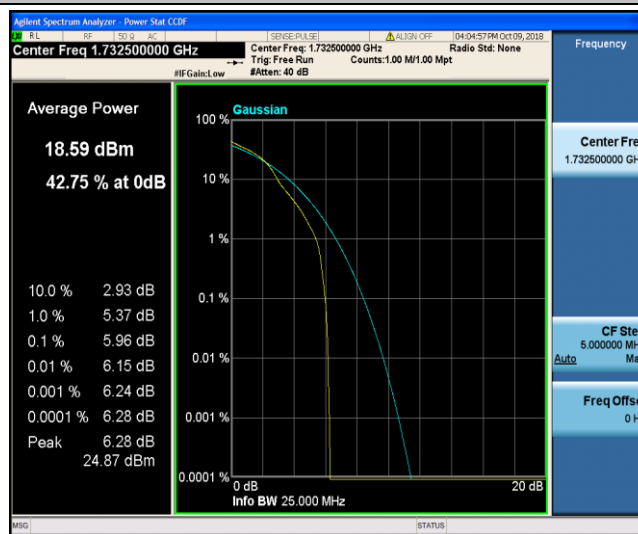 Agilent Spectrum Analyzer - Power Stat CCDF
RL RF 50 Ω AC SENSE:PULSE ALIGN OFF 04:04:57 PM Oct 09, 2018
Center Freq 1.732500000 GHz
Center Freq: 1.732500000 GHz Radio Std: None
Trig: Free Run Counts:1.00 M/1.00 Mpt
#IFGain:Low #Atten: 40 dB
Frequency
Average Power
18.59 dBm
42.75 % at 0dB
10.0 % 2.93 dB
1.0 % 5.37 dB
0.1 % 5.96 dB
0.01 % 6.15 dB
0.001 % 6.24 dB
0.0001 % 6.28 dB
Peak 6.28 dB
24.87 dBm
Gaussian
100 %
10 %
1 %
0.1 %
0.01 %
0.001 %
0.0001 %
0 dB 20 dB
Info BW 25.000 MHz
Center Fre
1.732500000 GH
CF Ste
5.000000 MH
Auto Ma
Freq Offse
0 H
MSG STATUS